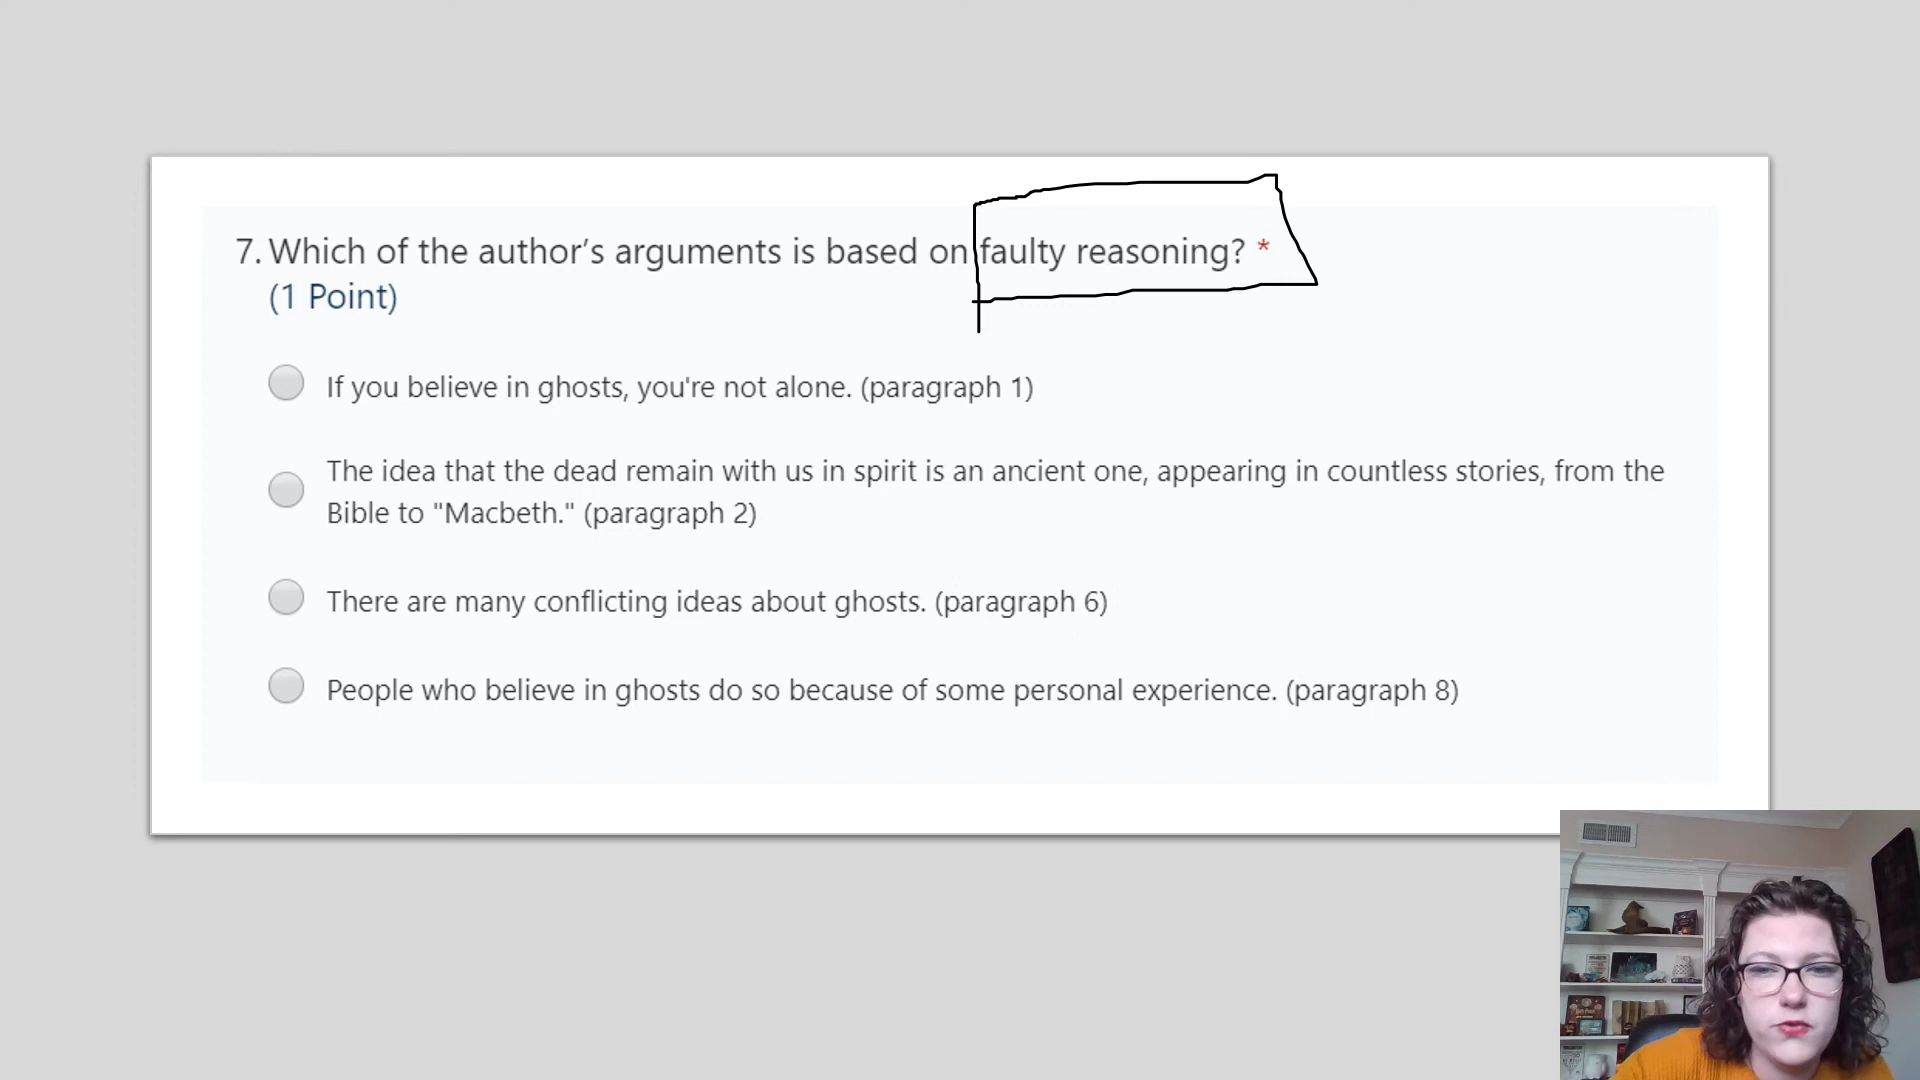 7. Which of the author’s arguments is based on faulty reasoning? *
(1 Point)
If you believe in ghosts, you're not alone. (paragraph 1)
The idea that the dead remain with us in spirit is an ancient one, appearing in countless stories, from the
Bible to "Macbeth." (paragraph 2)
There are many conflicting ideas about ghosts. (paragraph 6)
People who believe in ghosts do so because of some personal experience. (paragraph 8)